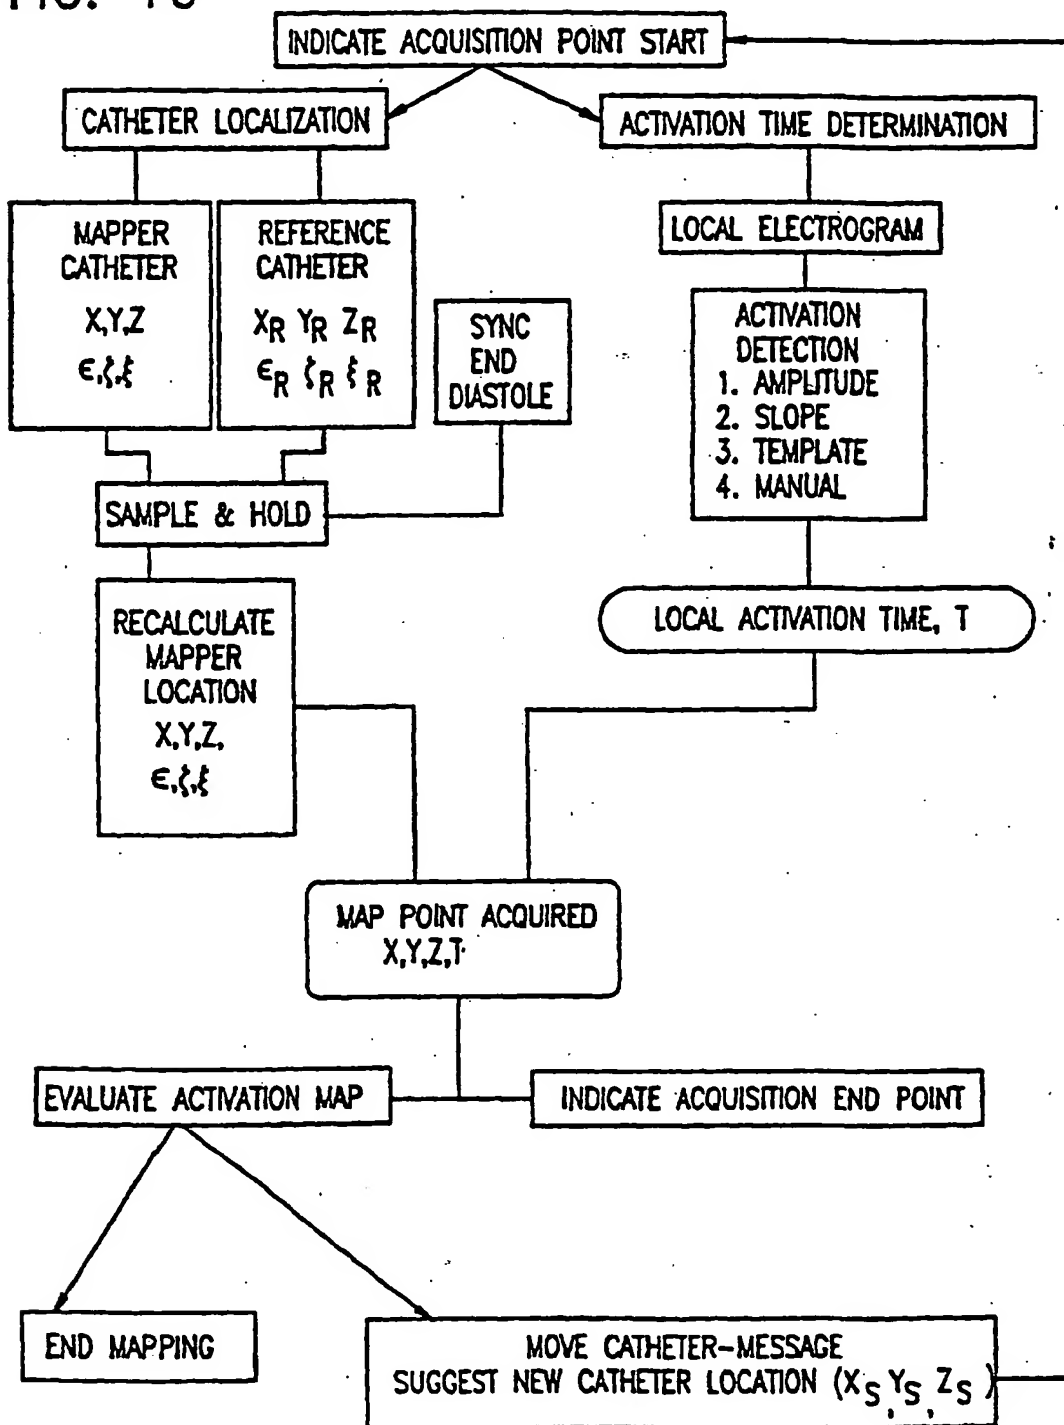 INDICATE ACQUISITION POINT START
CATHETER LOCALIZATION
ACTIVATION TIME DETERMINATION
MAPPER
CATHETER
X,Y,Z
ϵ,ζ,ξ
REFERENCE
CATHETER
XR YR ZR
ϵR ζR ξR
SYNC
END
DIASTOLE
LOCAL ELECTROGRAM
ACTIVATION
DETECTION
1. AMPLITUDE
2. SLOPE
3. TEMPLATE
4. MANUAL
SAMPLE & HOLD
RECALCULATE
MAPPER
LOCATION
X,Y,Z,
ϵ,ζ,ξ
LOCAL ACTIVATION TIME, T
MAP POINT ACQUIRED
X,Y,Z,T
EVALUATE ACTIVATION MAP
INDICATE ACQUISITION END POINT
END MAPPING
MOVE CATHETER-MESSAGE
SUGGEST NEW CATHETER LOCATION (XS,YS,ZS)